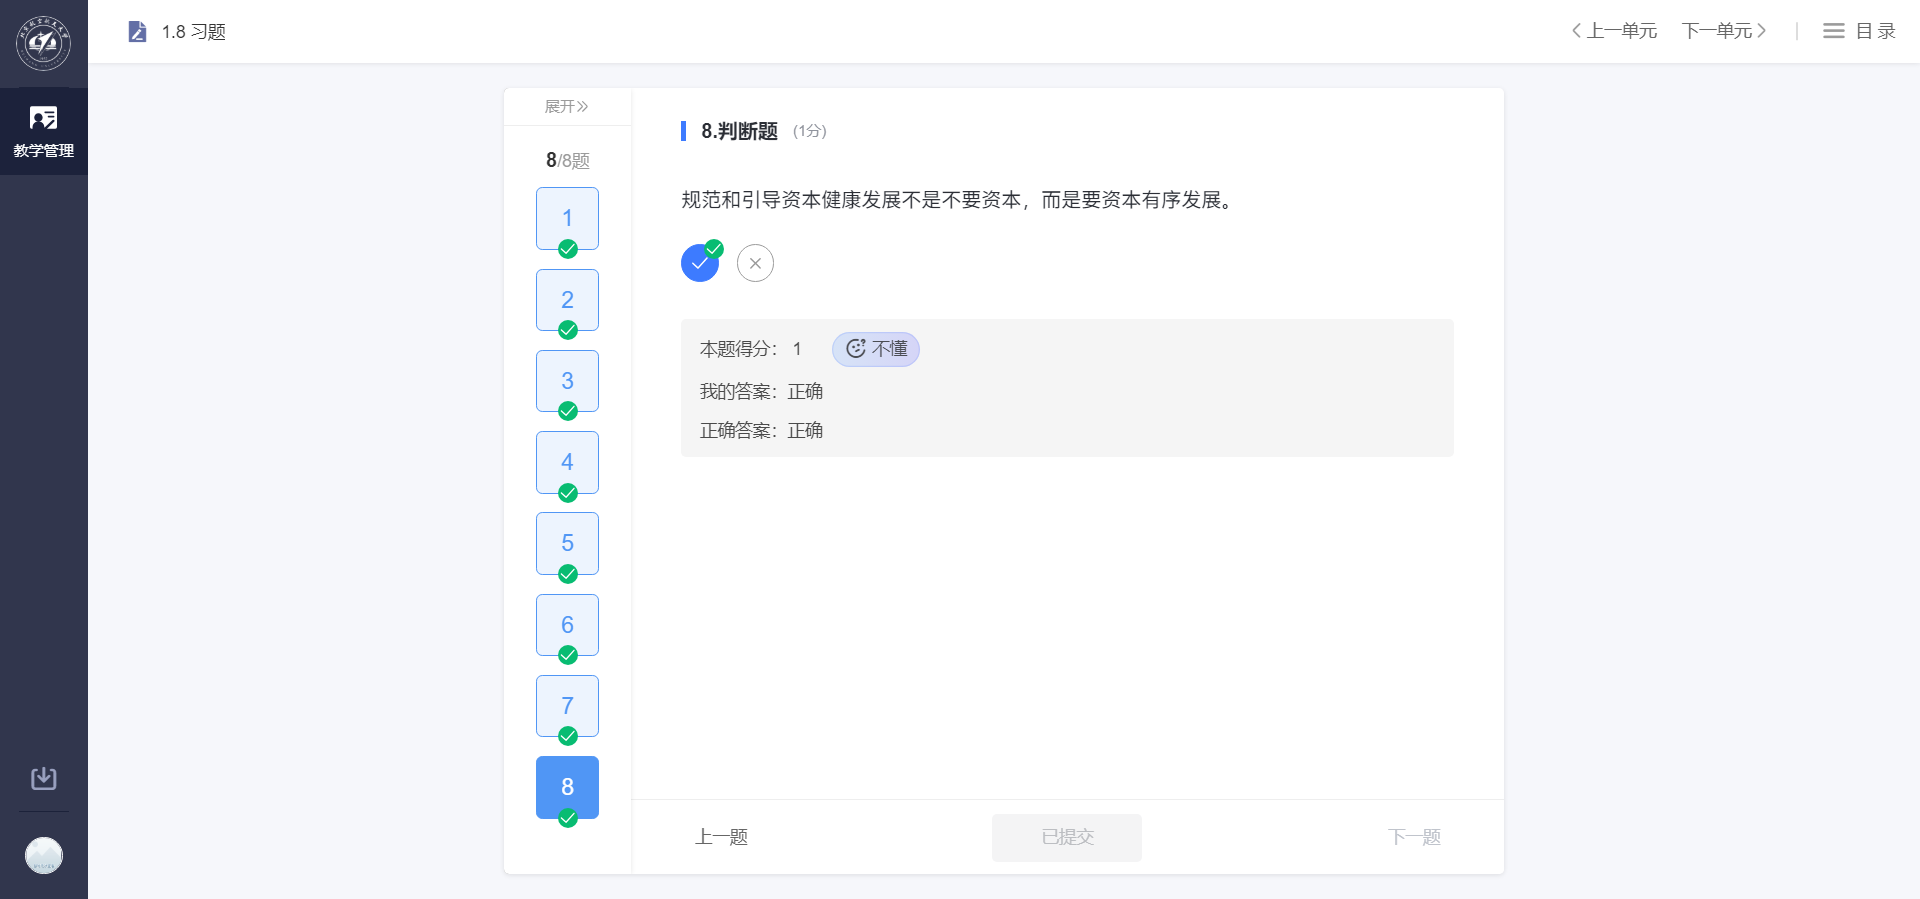 1.8 习题
上一单元
下一单元
目录
教学管理
展开
8/8题
1
2
3
4
5
6
7
8
8.判断题 (1分)
规范和引导资本健康发展不是不要资本，而是要资本有序发展。
本题得分： 1 不懂
我的答案：正确
正确答案：正确
上一题
已提交
下一题